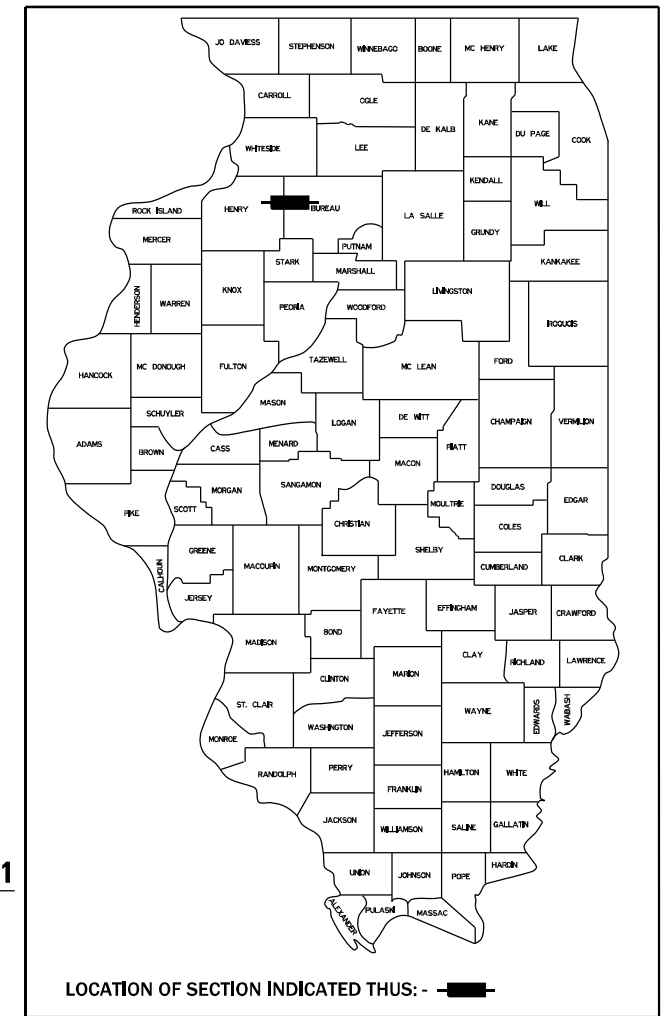 JO DAVIESS STEPHENSON WINNEBAGO BOONE MC HENRY LAKE
CARROLL OGLE DE KALB KANE DU PAGE COOK
WHITESIDE LEE
KENDALL WILL
ROCK ISLAND HENRY BUREAU LA SALLE GRUNDY
MERCER PUTNAM
STARK MARSHALL KANKAKEE
HENDERSON WARREN KNOX PEORIA WOODFORD LIVINGSTON
IROQUOIS
HANCOCK MC DONOUGH FULTON TAZEWELL MC LEAN FORD
MASON
SCHUYLER LOGAN DE WITT CHAMPAIGN VERMILION
ADAMS BROWN CASS MENARD PIATT
MACON
PIKE SCOTT MORGAN SANGAMON MOULTRIE DOUGLAS EDGAR
CHRISTIAN COLES
CALHOUN GREENE MACOUPIN MONTGOMERY SHELBY CUMBERLAND CLARK
JERSEY
FAYETTE EFFINGHAM JASPER CRAWFORD
MADISON BOND
CLAY RICHLAND LAWRENCE
CLINTON MARION
ST. CLAIR WAYNE EDWARDS WABASH
MONROE WASHINGTON JEFFERSON
RANDOLPH PERRY HAMILTON WHITE
FRANKLIN
JACKSON WILLIAMSON SALINE GALLATIN
1
UNION JOHNSON POPE HARDIN
ALEXANDER PULASKI MASSAC
LOCATION OF SECTION INDICATED THUS: -